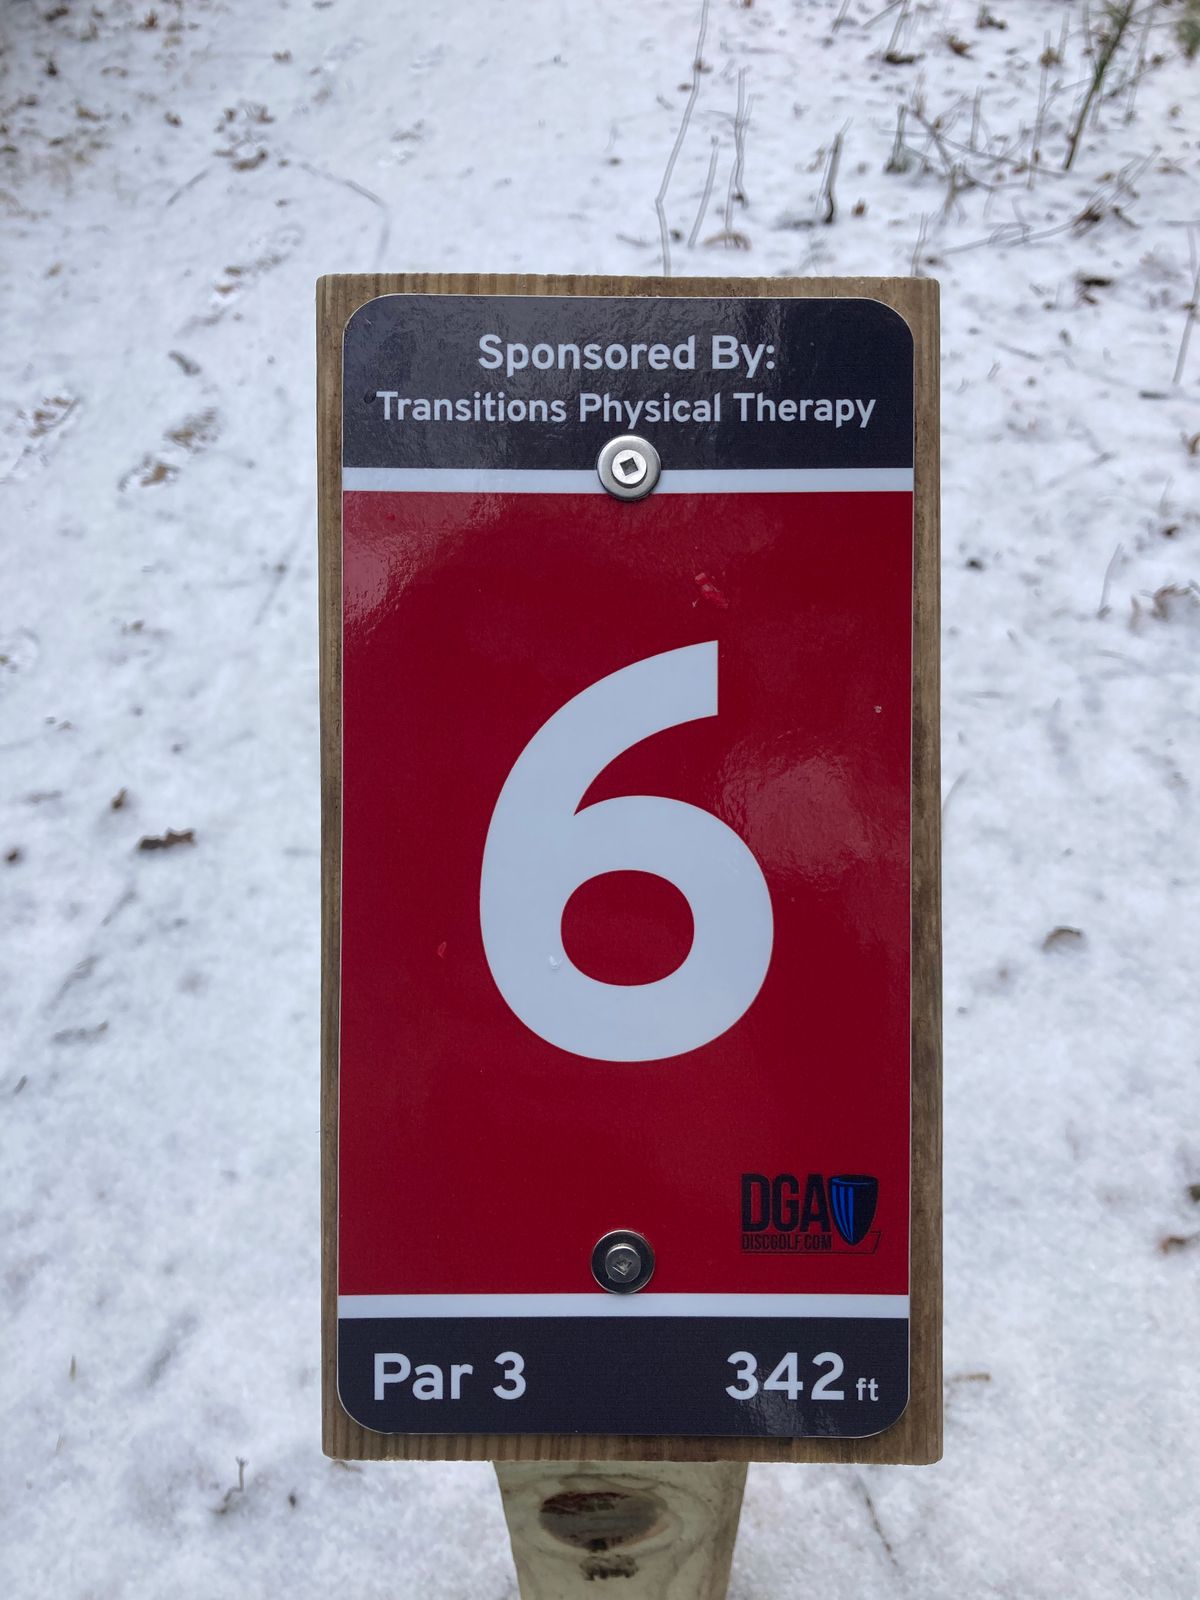 Sponsored By:
Transitions Physical Therapy
6
DGA
DISCGOLF.COM
Par 3
342 ft